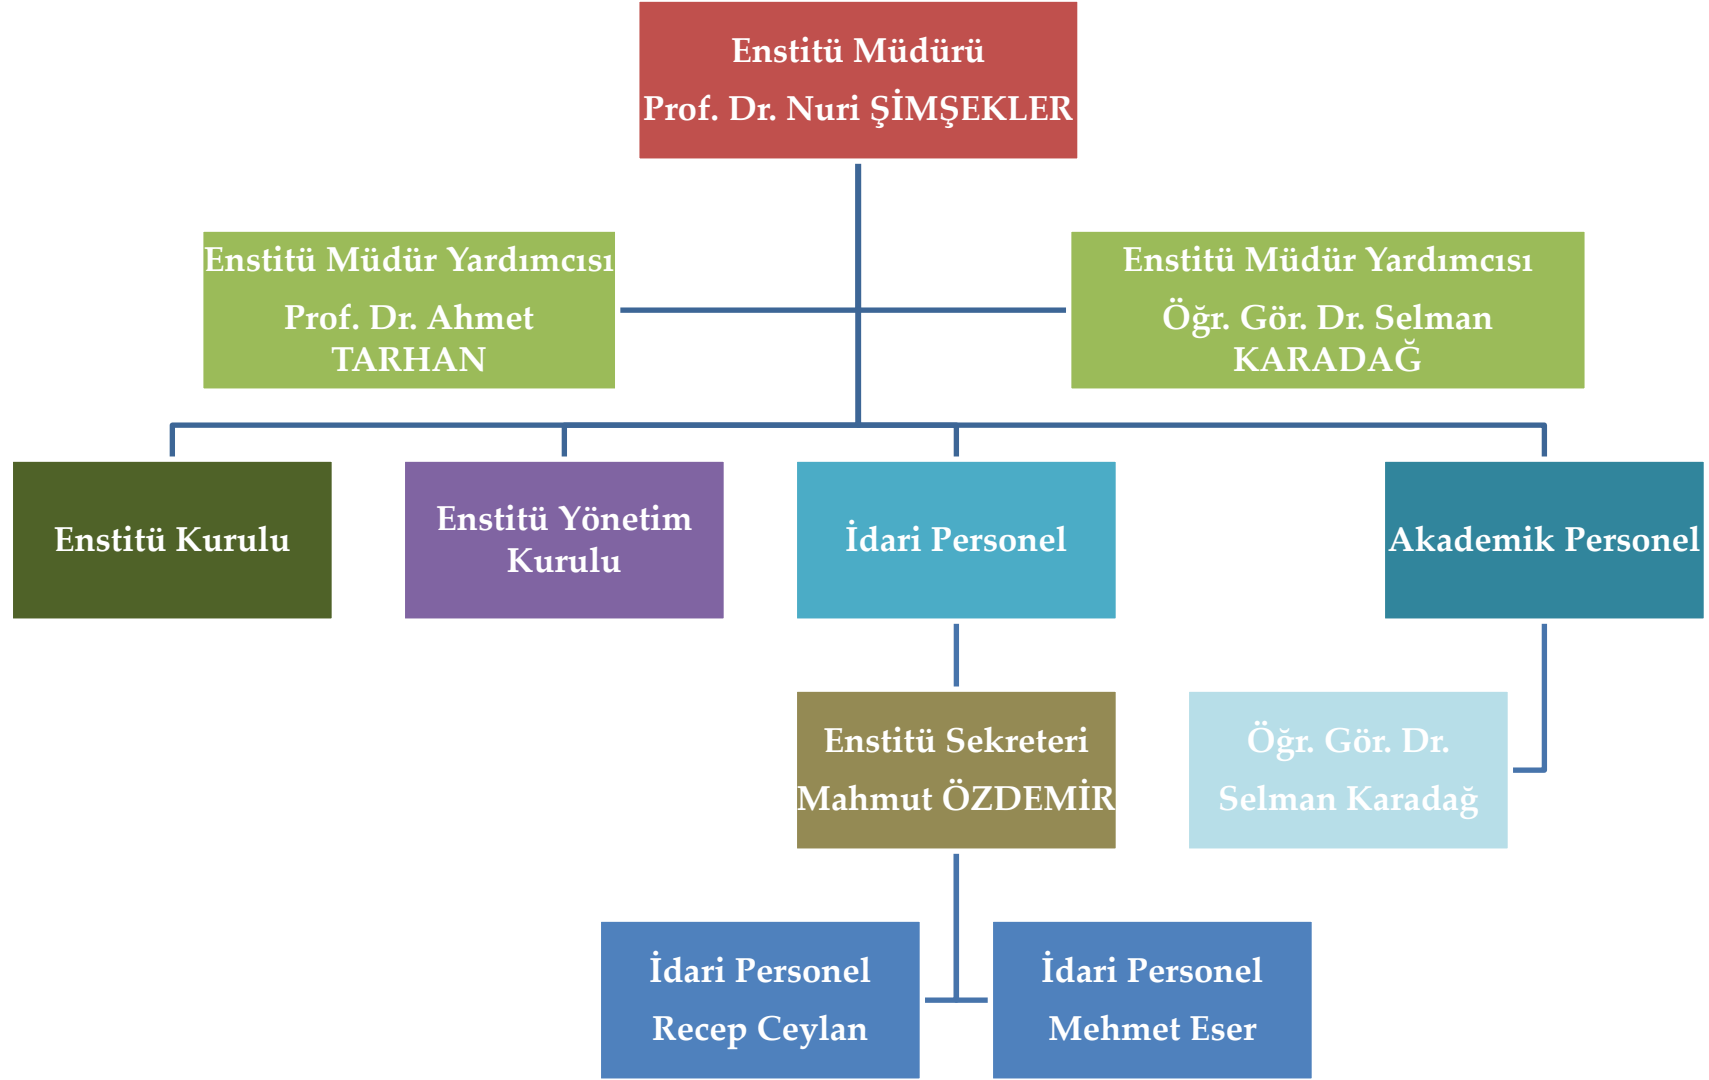 Enstitü Müdürü
Prof. Dr. Nuri ŞİMŞEKLER
Enstitü Müdür Yardımcısı
Prof. Dr. Ahmet
TARHAN
Enstitü Müdür Yardımcısı
Öğr. Gör. Dr. Selman
KARADAĞ
Enstitü Kurulu
Enstitü Yönetim
Kurulu
İdari Personel
Akademik Personel
Enstitü Sekreteri
Mahmut ÖZDEMİR
Öğr. Gör. Dr.
Selman Karadağ
İdari Personel
Recep Ceylan
İdari Personel
Mehmet Eser